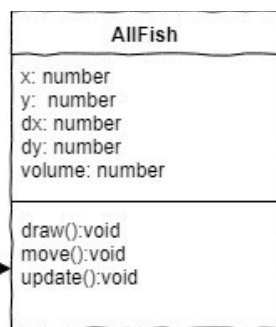 AllFish
x: number
y: number
dx: number
dy: number
volume: number
draw():void
move():void
update():void